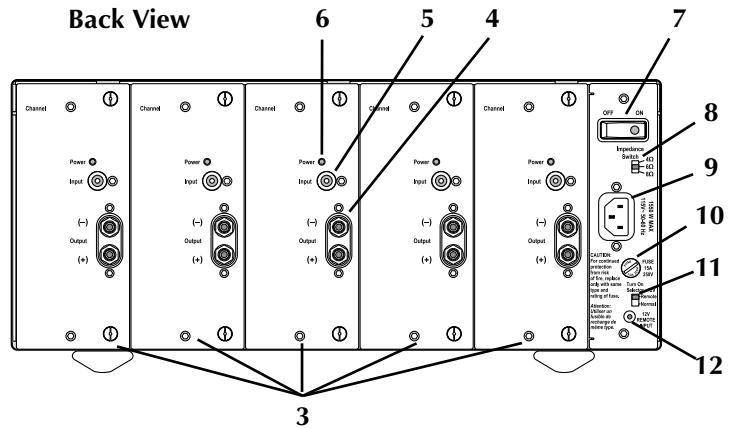 Back View
6
5
4
7
8
9
10
11
12
3
Channel
Power
Input
(–)
Output
(+)
Channel
Power
Input
(–)
Output
(+)
Channel
Power
Input
(–)
Output
(+)
Channel
Power
Input
(–)
Output
(+)
Channel
Power
Input
(–)
Output
(+)
OFF ON
Impedance
Switch
4Ω
6Ω
8Ω
1550 W MAX
115V~ 50-60 Hz
CAUTION:
For continued
protection
from risk
of fire, replace
only with same
type and
rating of fuse.
Attention:
Utiliser un
fusible de
rechange de
même type.
FUSE
15A
250V
Turn On
Remote
Normal
12V
REMOTE
INPUT